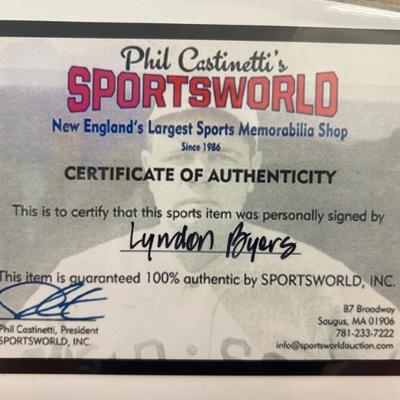 Phil Castinetti's
SPORTSWORLD
New England's Largest Sports Memorabilia Shop
Since 1986
CERTIFICATE OF AUTHENTICITY
This is to certify that this sports item was personally signed by
Lyndon Byers
This item is guaranteed 100% authentic by SPORTSWORLD, INC.
Phil Castinetti, President
SPORTSWORLD, INC.
87 Broadway
Saugus, MA 01906
781-233-7222
info@sportsworldauction.com